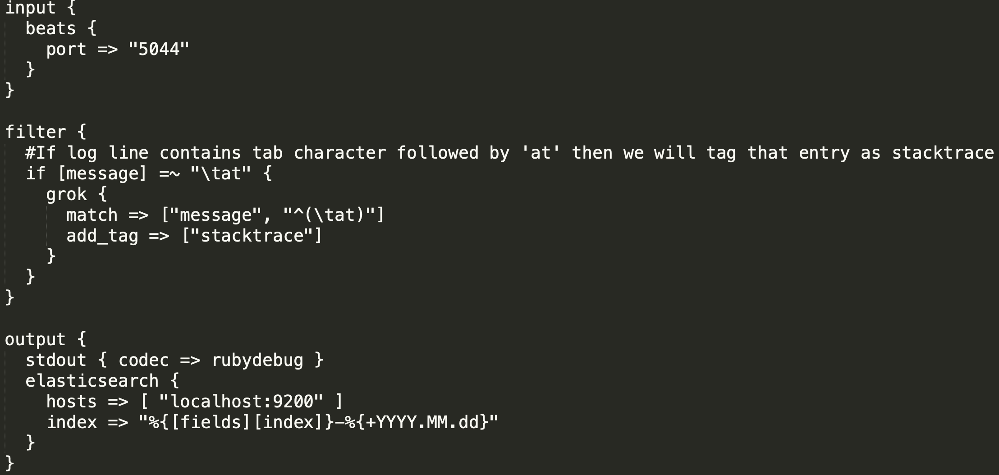 input {
  beats {
    port => "5044"
  }
}

filter {
  #If log line contains tab character followed by 'at' then we will tag that entry as stacktrace
  if [message] =~ "\tat" {
    grok {
      match => ["message", "^(\tat)"]
      add_tag => ["stacktrace"]
    }
  }
}

output {
  stdout { codec => rubydebug }
  elasticsearch {
    hosts => [ "localhost:9200" ]
    index => "%{[fields][index]}-%{+YYYY.MM.dd}"
  }
}